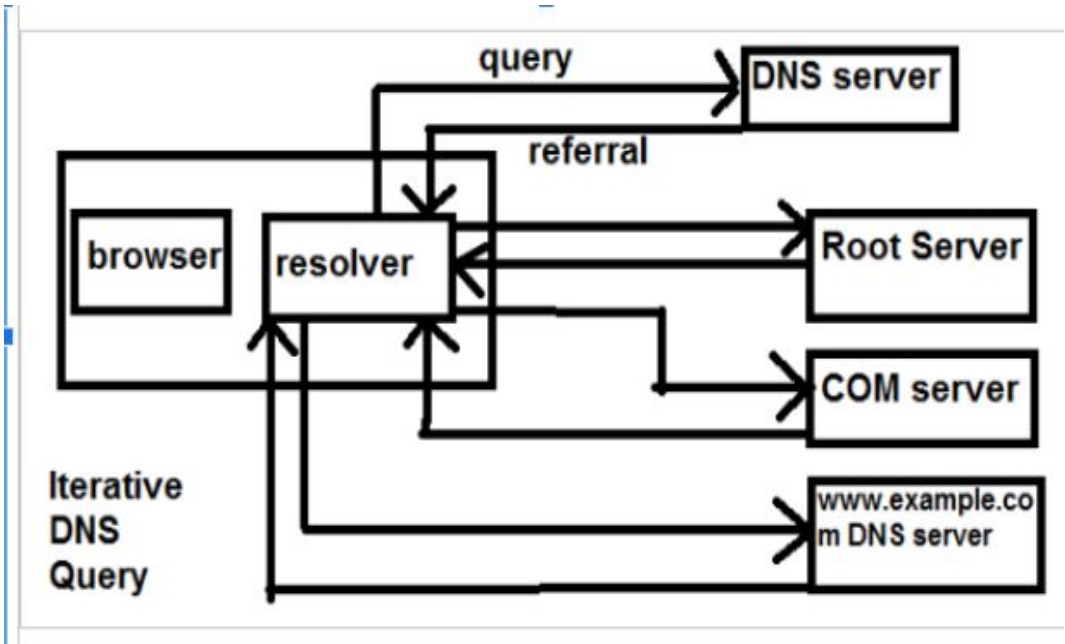 query
DNS server
referral
browser
resolver
Root Server
COM server
www.example.co
m DNS server
Iterative
DNS
Query